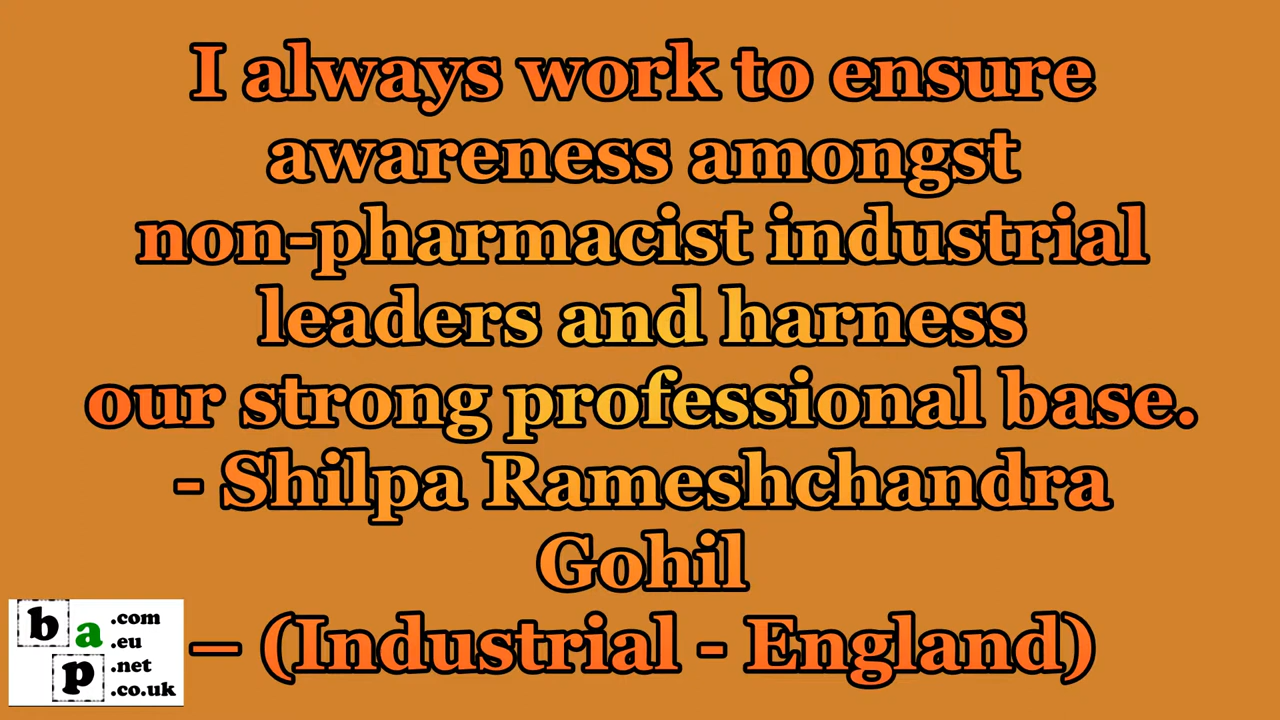 I always work to ensure
awareness amongst
non-pharmacist industrial
leaders and harness
our strong professional base.
- Shilpa Rameshchandra
Gohil
– (Industrial - England)
b a p
.com
.eu
.net
.co.uk